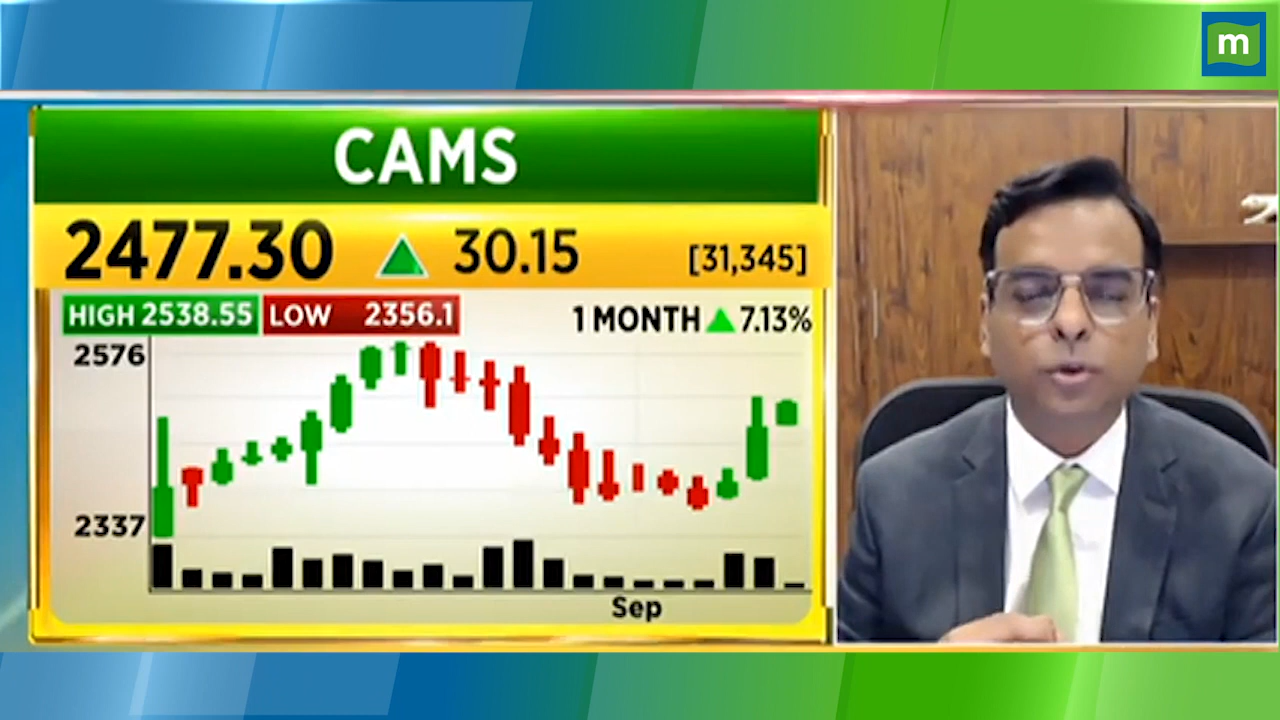 m
CAMS
2477.30 ▲ 30.15 [31,345]
HIGH 2538.55 LOW 2356.1 1 MONTH ▲ 7.13%
2576
2337
Sep